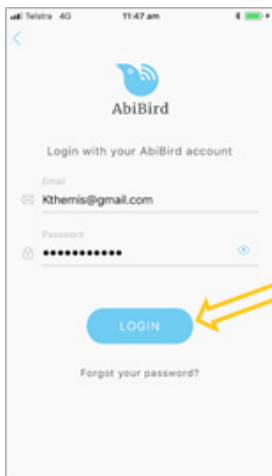 Telstra 4G 11:47 am
AbiBird
Login with your AbiBird account
Email
Kthemis@gmail.com
Password
•••••••••••
LOGIN
Forgot your password?